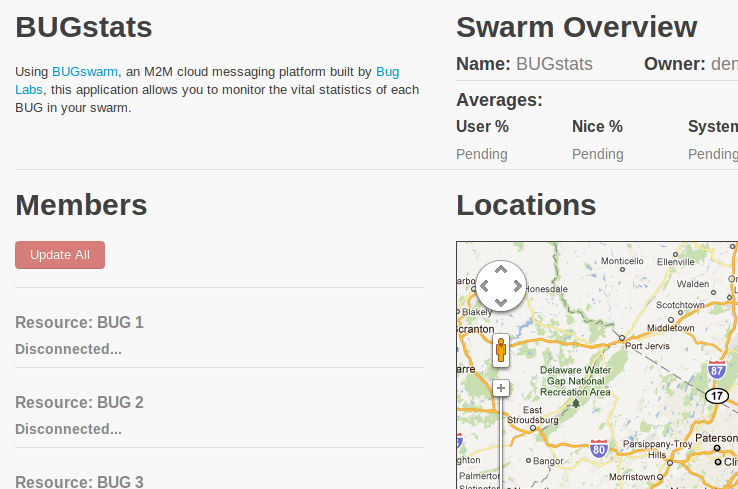 BUGstats
Using BUGswarm, an M2M cloud messaging platform built by Bug
Labs, this application allows you to monitor the vital statistics of each
BUG in your swarm.
Swarm Overview
Name: BUGstats Owner:
Averages:
User % Nice % System
Pending Pending Pending
Members
Update All
Resource: BUG 1
Disconnected...
Resource: BUG 2
Disconnected...
Resource: BUG 3
Locations
Monticello
Ellenville
Honesdale
Walden
Blakely
Scotchtown
Middletown
Port Jervis
87
17
Delaware Water
Gap National
Recreation Area
East
Stroudsburg
80
Parsippany-Troy
Hills
Paterson
Bangor
Morristown